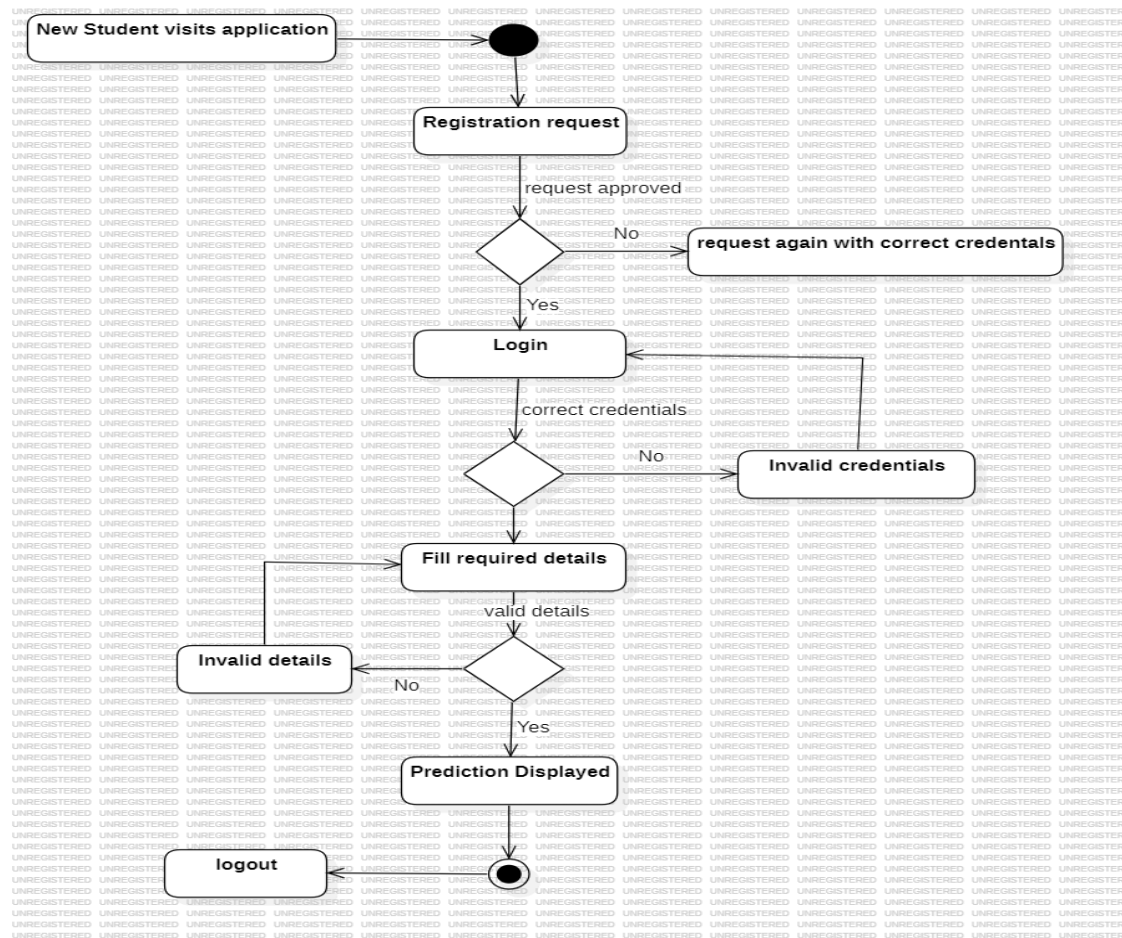 New Student visits application
Registration request
request approved
No
request again with correct credentals
Yes
Login
correct credentials
No
Invalid credentials
Fill required details
valid details
Invalid details
No
Yes
Prediction Displayed
logout
UNREGISTERED